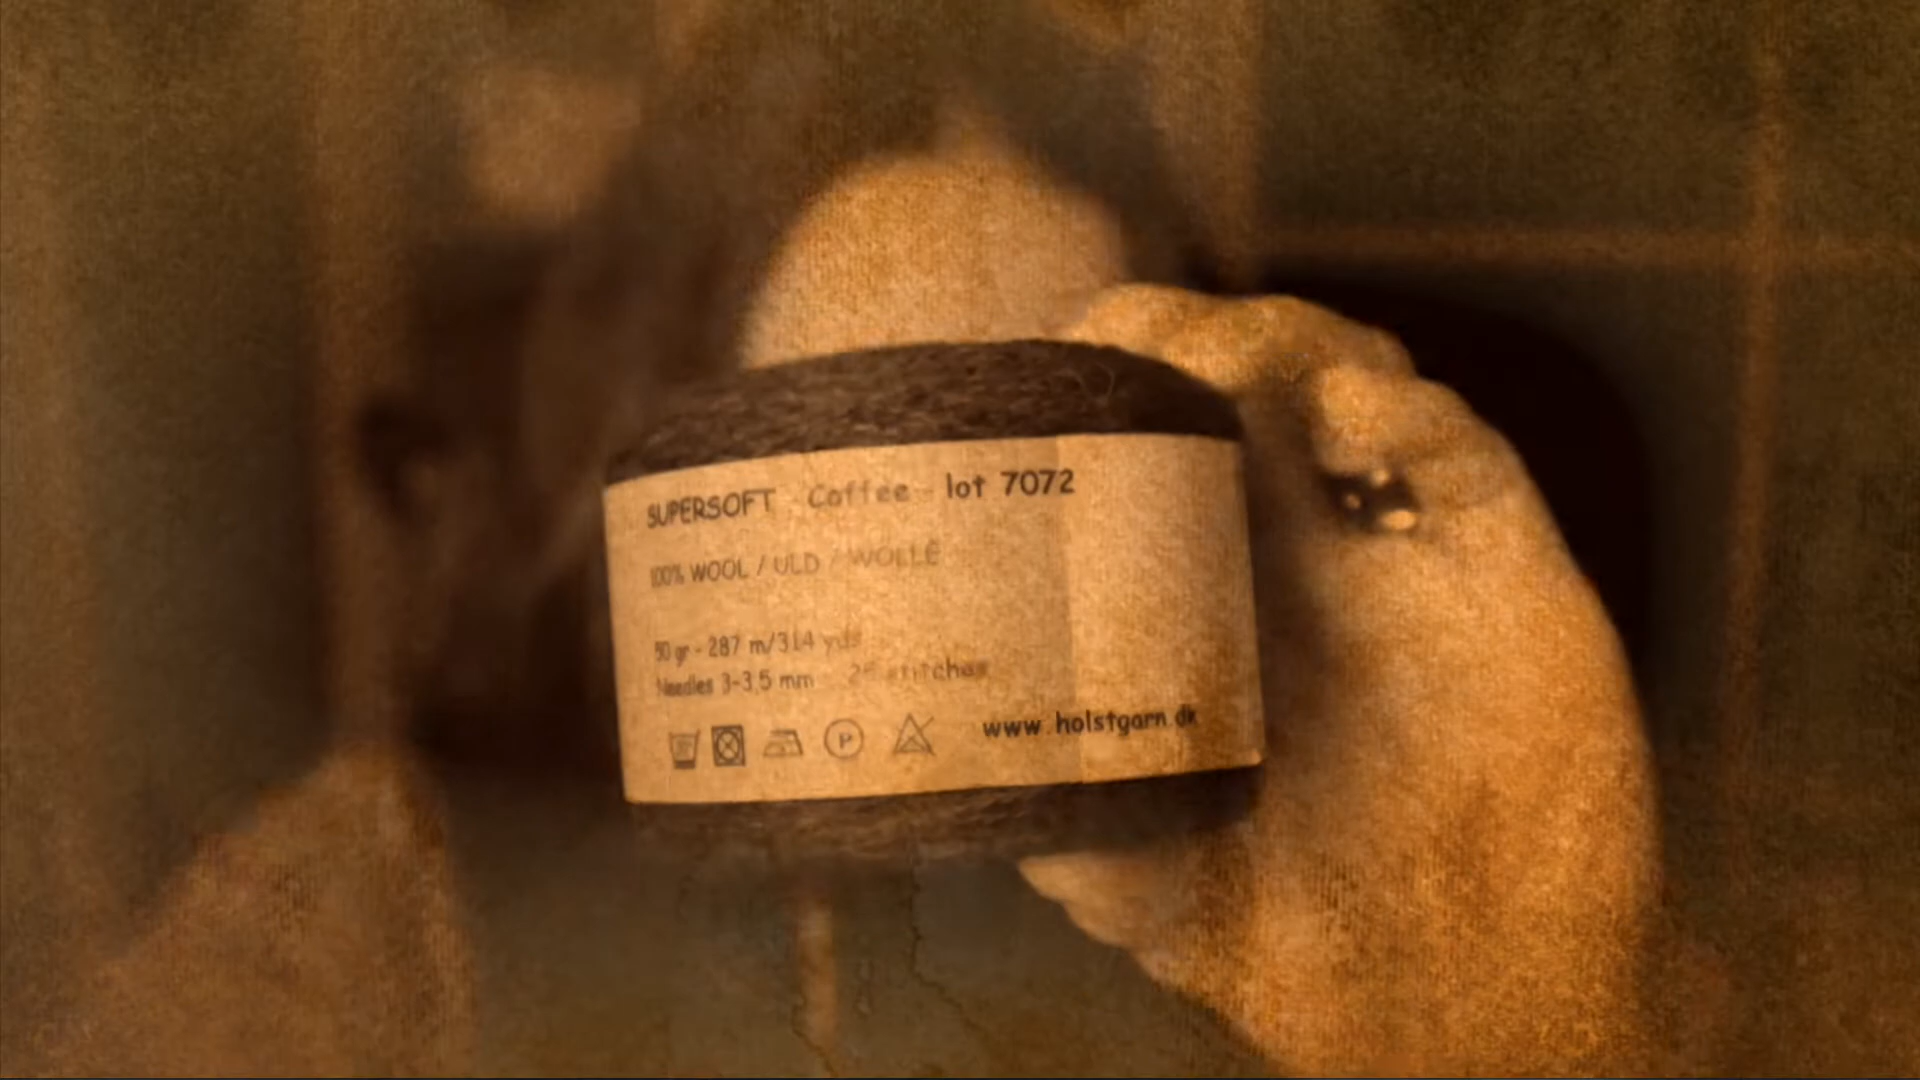 SUPERSOFT - Coffee - lot 7072
100% WOOL / ULD / WOLLE
50 gr - 287 m/314 yds
Needles 3-3,5 mm stitches
P
www.holstgarn.dk